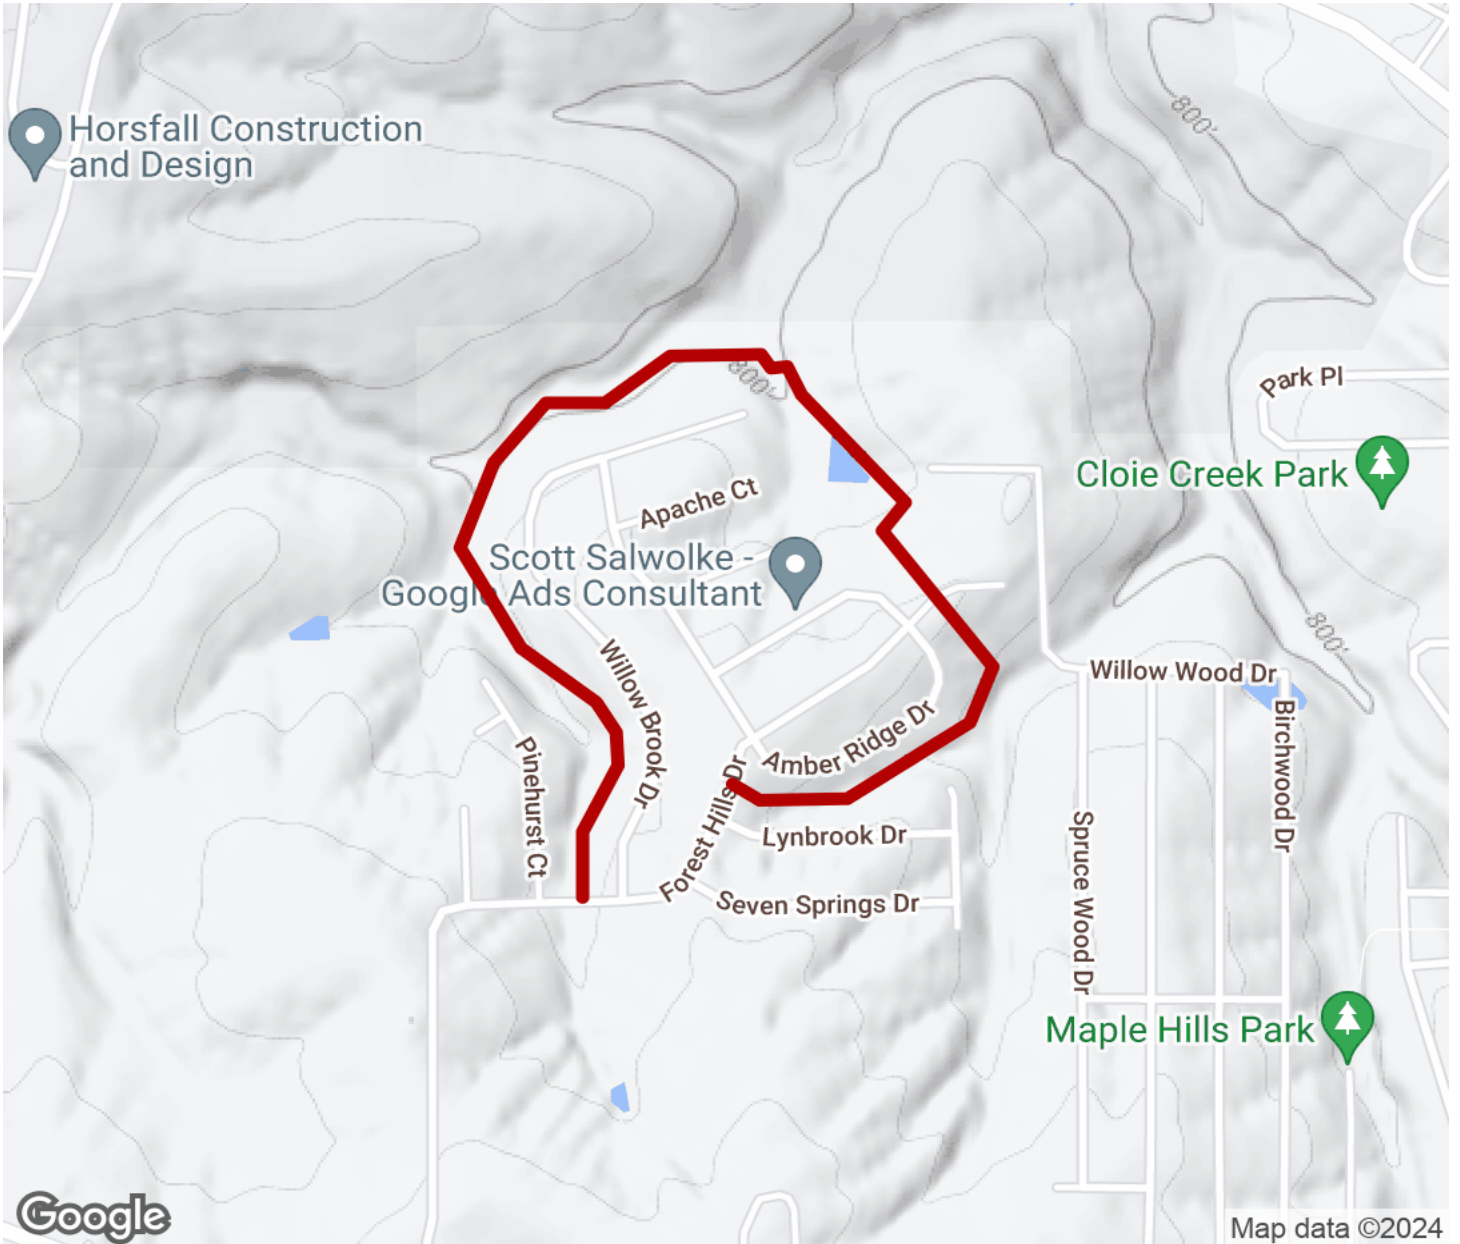 800'
Horsfall Construction
and Design
800'
Park Pl
Cloie Creek Park
Apache Ct
Scott Salwolke -
Google Ads Consultant
800'
Willow Brook Dr
Willow Wood Dr
Birchwood Dr
Pinehurst Ct
Amber Ridge Dr
Forest Hills Dr
Lynbrook Dr
Spruce Wood Dr
Seven Springs Dr
Maple Hills Park
Google
Map data ©2024